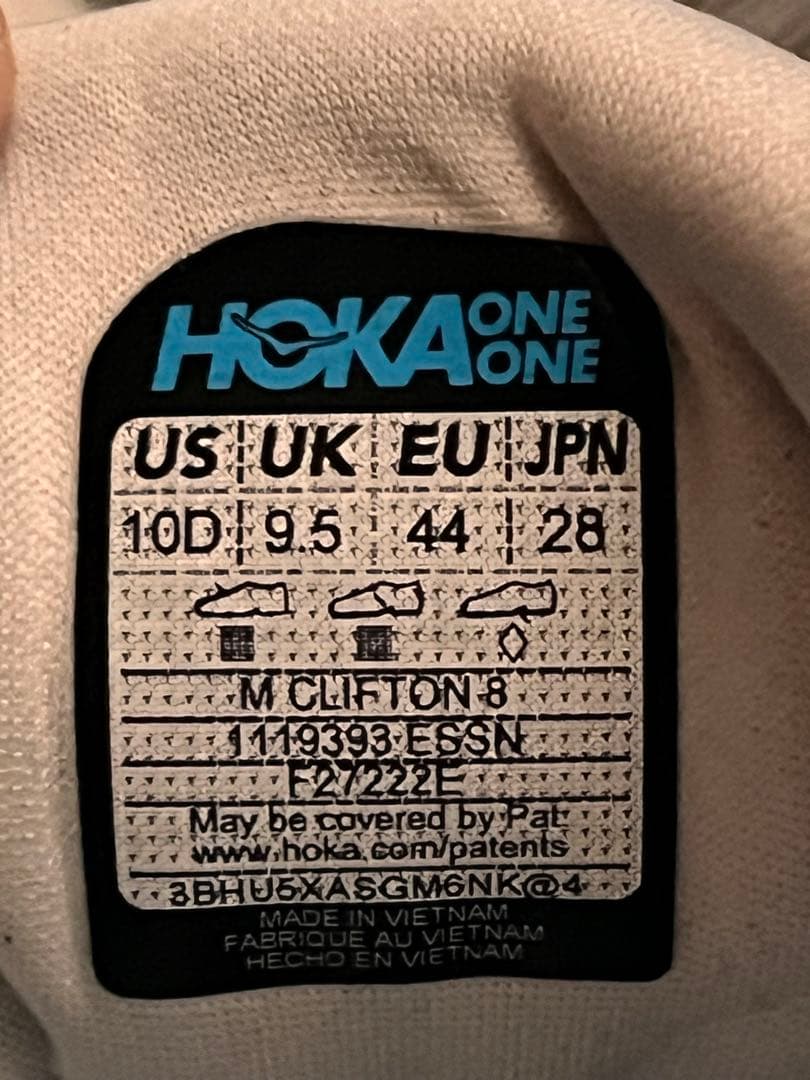 HOKA ONE ONE
US UK EU JPN
10D 9.5 44 28
M CLIFTON 8
1119393 ESSN
F27222E
May be covered by Pat
www.hoka.com/patents
3BHU5XASGM6NK@4
MADE IN VIETNAM
FABRIQUE AU VIETNAM
HECHO EN VIETNAM